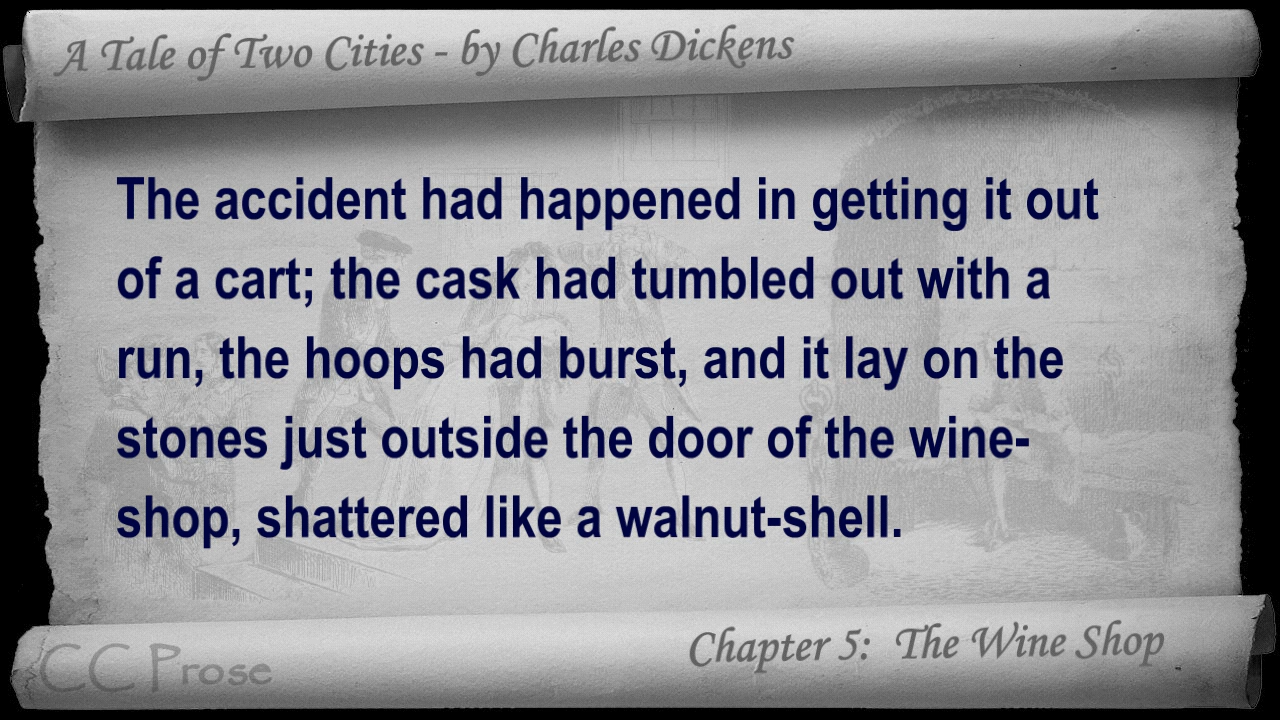 A Tale of Two Cities - by Charles Dickens
The accident had happened in getting it out
of a cart; the cask had tumbled out with a
run, the hoops had burst, and it lay on the
stones just outside the door of the wine-
shop, shattered like a walnut-shell.
Chapter 5: The Wine Shop
CC Prose